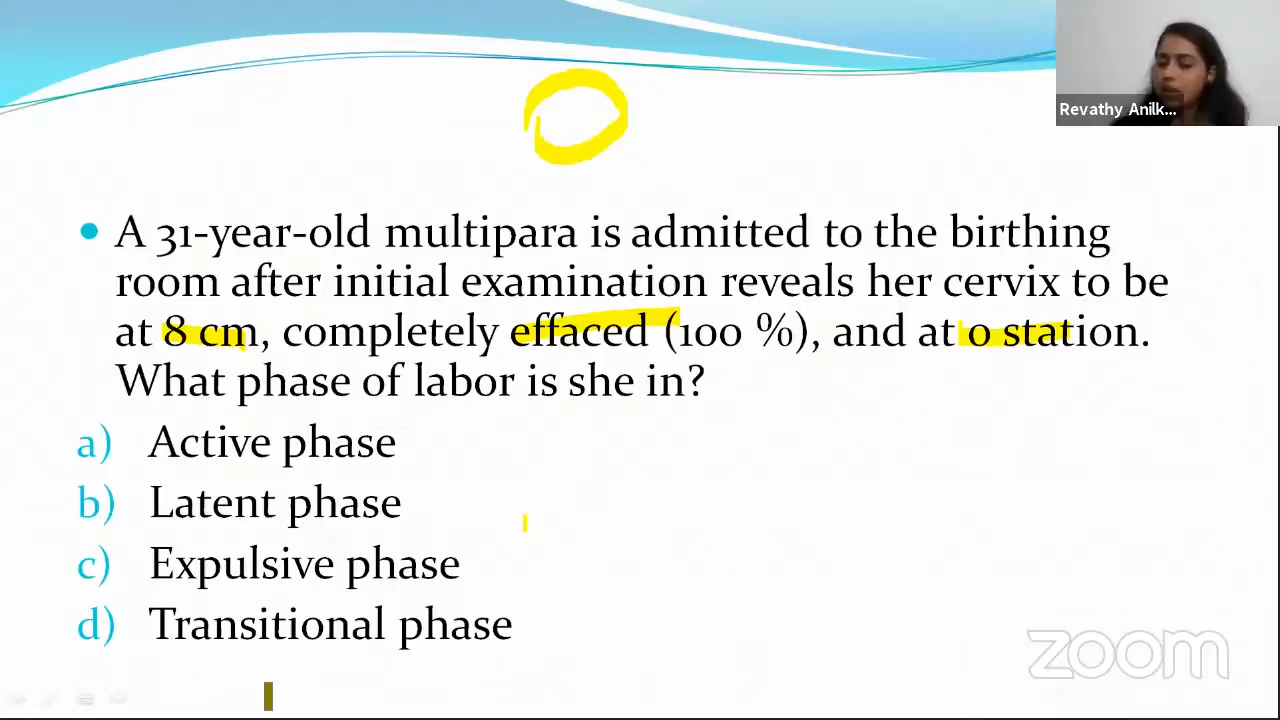 Revathy Anilk...
• A 31-year-old multipara is admitted to the birthing
room after initial examination reveals her cervix to be
at 8 cm, completely effaced (100 %), and at 0 station.
What phase of labor is she in?
a) Active phase
b) Latent phase
c) Expulsive phase
d) Transitional phase
zoom